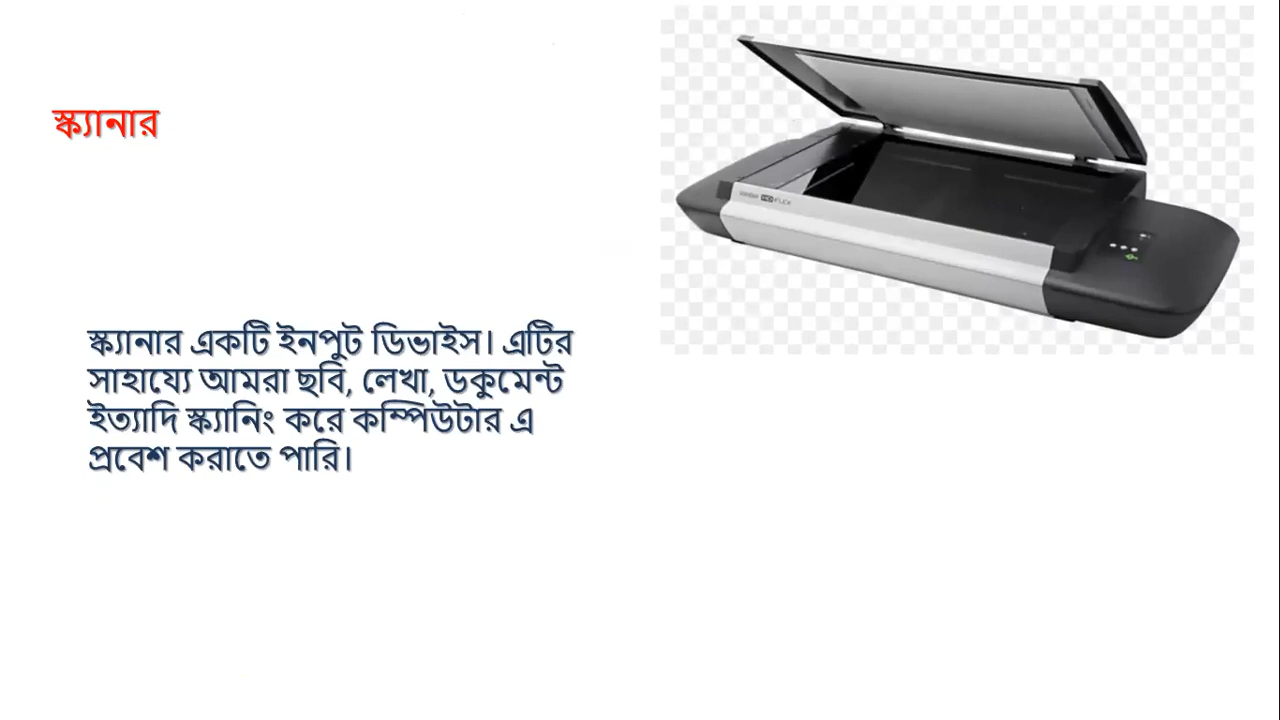 স্ক্যানার
স্ক্যানার একটি ইনপুট ডিভাইস। এটির
সাহায্যে আমরা ছবি, লেখা, ডকুমেন্ট
ইত্যাদি স্ক্যানিং করে কম্পিউটার এ
প্রবেশ করাতে পারি।